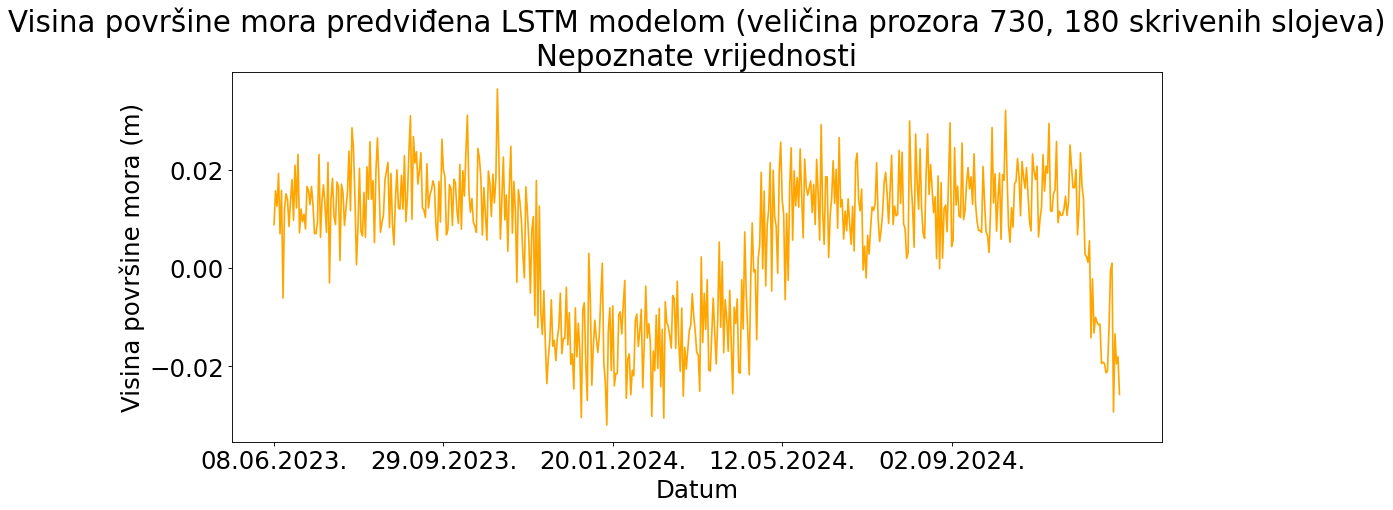 Visina površine mora predviđena LSTM modelom (veličina prozora 730, 180 skrivenih slojeva)
Nepoznate vrijednosti
Visina površine mora (m)
0.02
0.00
−0.02
08.06.2023. 29.09.2023. 20.01.2024. 12.05.2024. 02.09.2024.
Datum